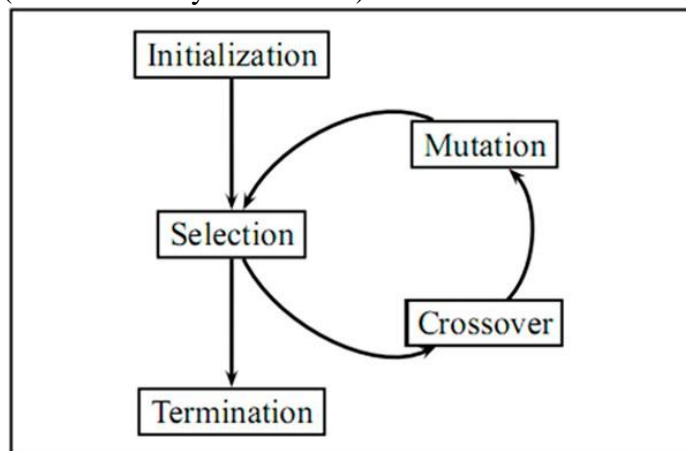 Initialization
Mutation
Selection
Crossover
Termination